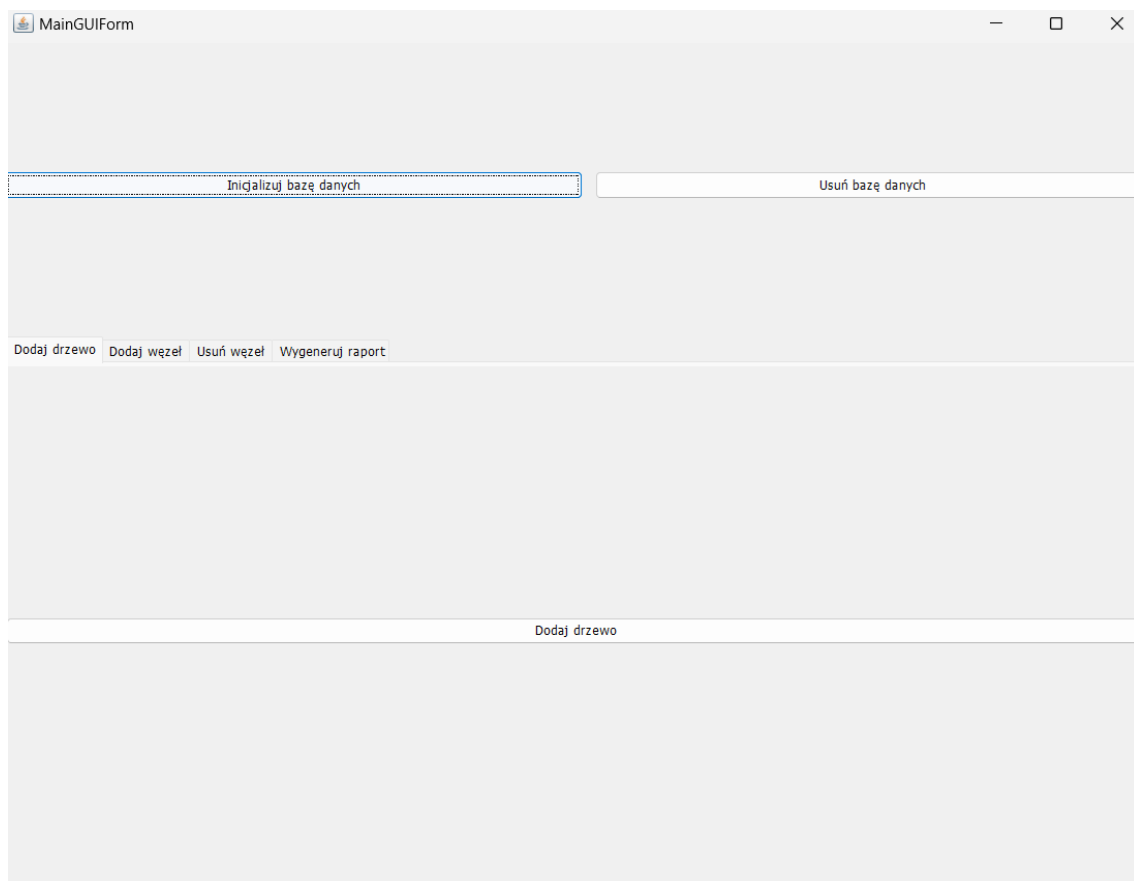 MainGUIForm
Inicjalizuj bazę danych Usuń bazę danych
Dodaj drzewo Dodaj węzeł Usuń węzeł Wygeneruj raport
Dodaj drzewo